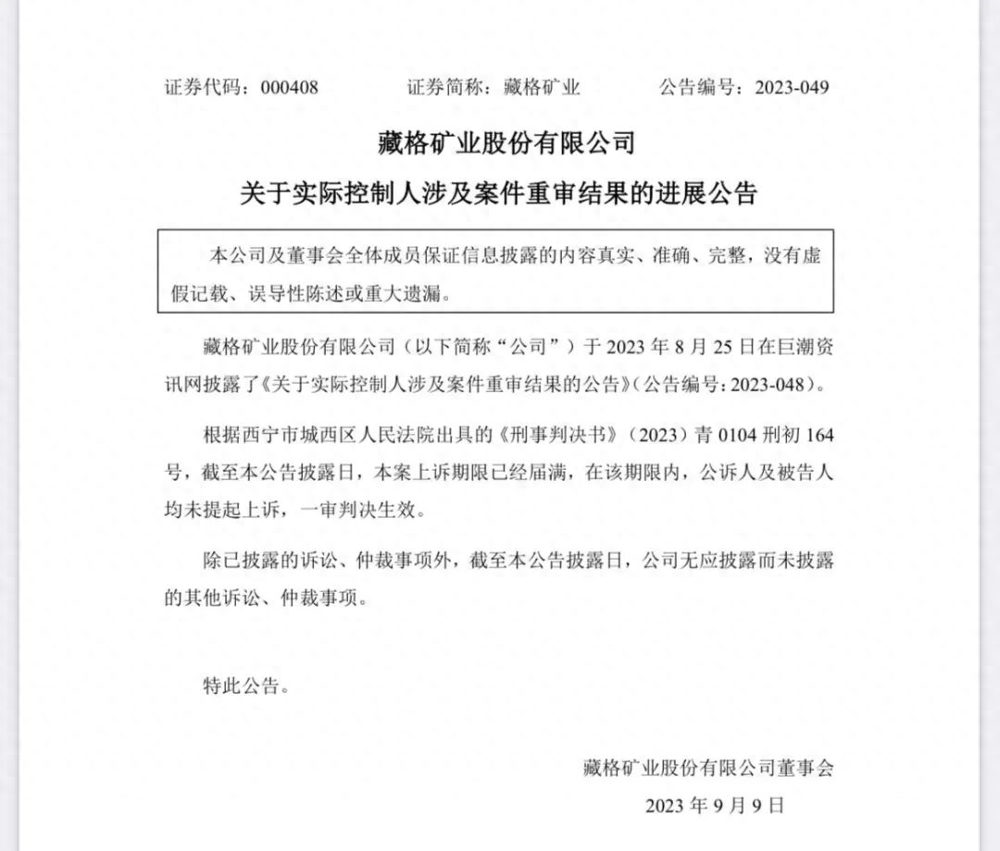 证券代码：000408 证券简称：藏格矿业 公告编号：2023-049
藏格矿业股份有限公司
关于实际控制人涉及案件重审结果的进展公告
本公司及董事会全体成员保证信息披露的内容真实、准确、完整，没有虚
假记载、误导性陈述或重大遗漏。
藏格矿业股份有限公司（以下简称“公司”）于 2023 年 8 月 25 日在巨潮资
讯网披露了《关于实际控制人涉及案件重审结果的公告》（公告编号：2023-048）。
根据西宁市城西区人民法院出具的《刑事判决书》（2023）青 0104 刑初 164
号，截至本公告披露日，本案上诉期限已经届满，在该期限内，公诉人及被告人
均未提起上诉，一审判决生效。
除已披露的诉讼、仲裁事项外，截至本公告披露日，公司无应披露而未披露
的其他诉讼、仲裁事项。
特此公告。
藏格矿业股份有限公司董事会
2023 年 9 月 9 日